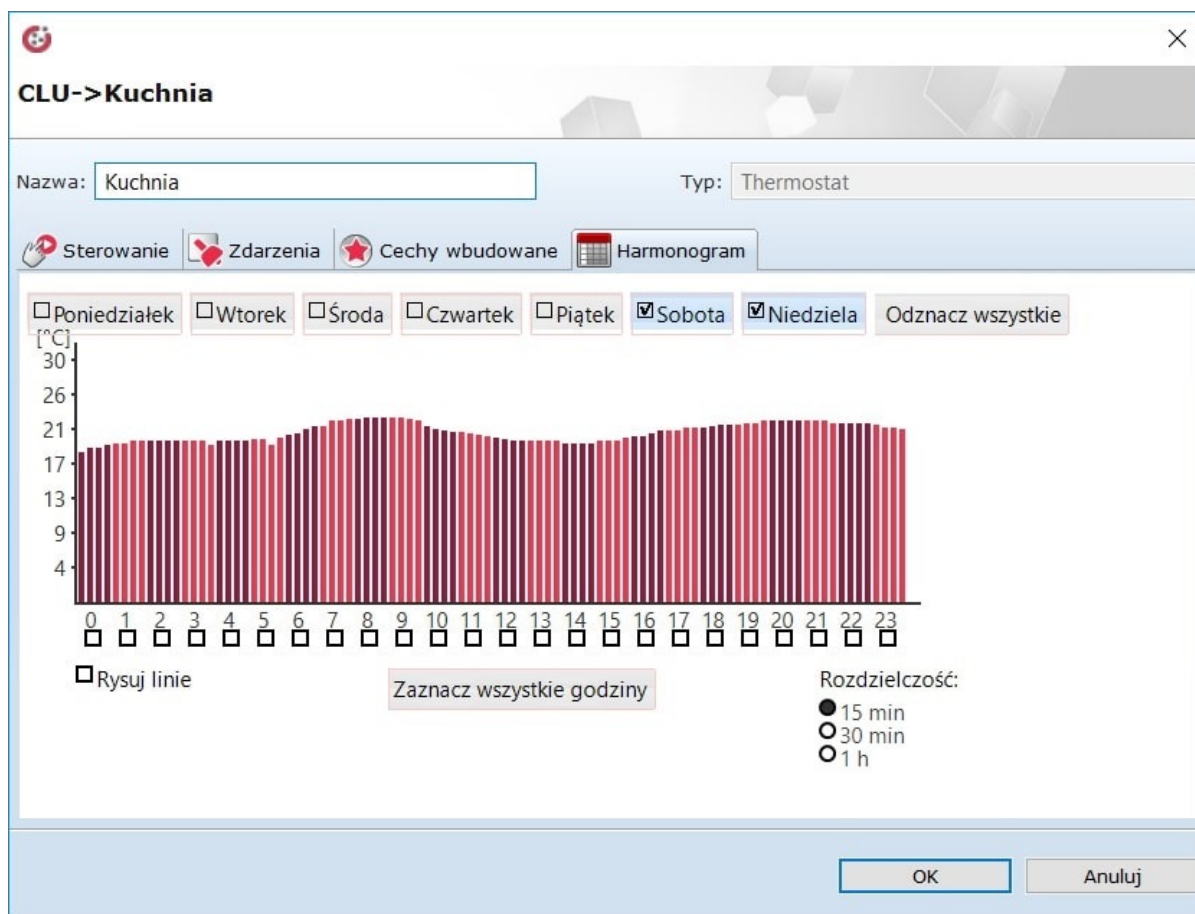 CLU->Kuchnia
Nazwa: Kuchnia Typ: Thermostat
Sterowanie Zdarzenia Cechy wbudowane Harmonogram
Poniedziałek Wtorek Środa Czwartek Piątek Sobota Niedziela Odznacz wszystkie
[°C]
30
26
21
17
13
9
4
0 1 2 3 4 5 6 7 8 9 10 11 12 13 14 15 16 17 18 19 20 21 22 23
Rysuj linie Zaznacz wszystkie godziny Rozdzielczość:
15 min
30 min
1 h
OK Anuluj